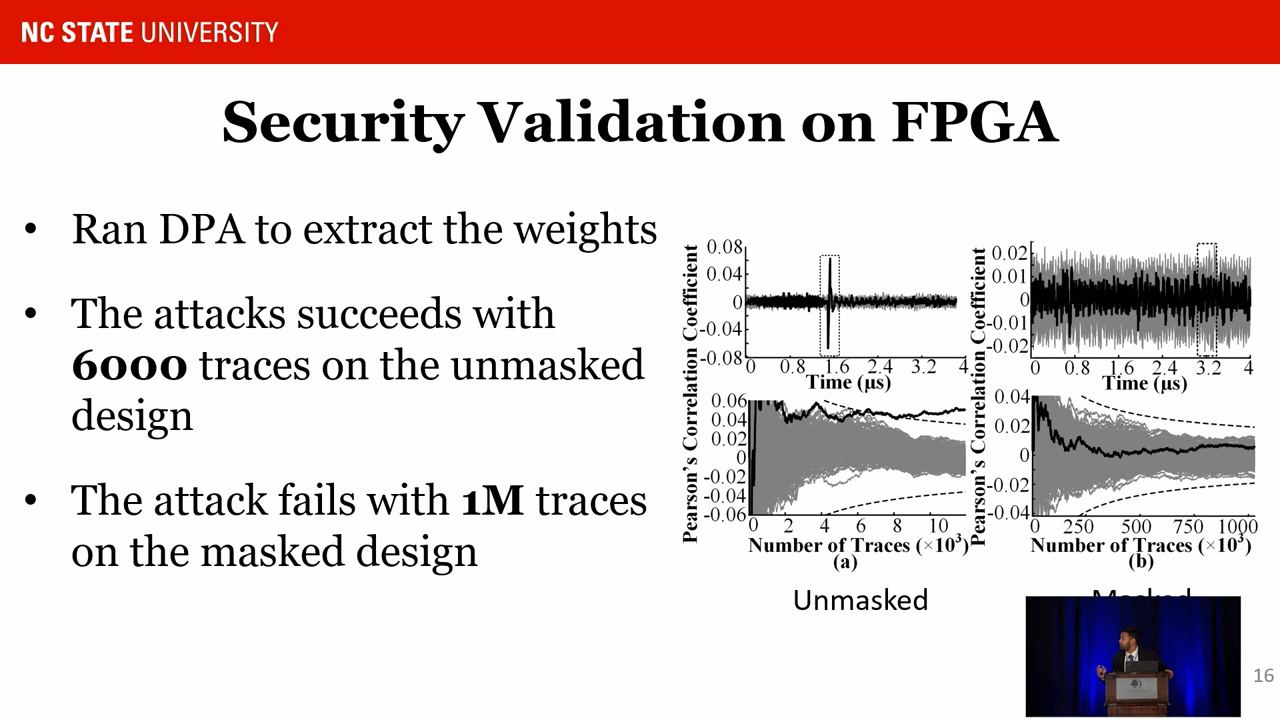 NC STATE UNIVERSITY
Security Validation on FPGA
• Ran DPA to extract the weights
• The attacks succeeds with
6000 traces on the unmasked
design
• The attack fails with 1M traces
on the masked design
Pearson's Correlation Coefficient
0.08
0.04
0
-0.04
-0.08
0 0.8 1.6 2.4 3.2 4
Time (μs)
0.06
0.04
0.02
0
-0.02
-0.04
-0.06
0 2 4 6 8 10
Number of Traces (×10³)
(a)
Unmasked
Pearson's Correlation Coefficient
0.02
0.01
0
-0.01
-0.02
0 0.8 1.6 2.4 3.2 4
Time (μs)
0.04
0.02
0
-0.02
-0.04
0 250 500 750 1000
Number of Traces (×10³)
(b)
Masked
16